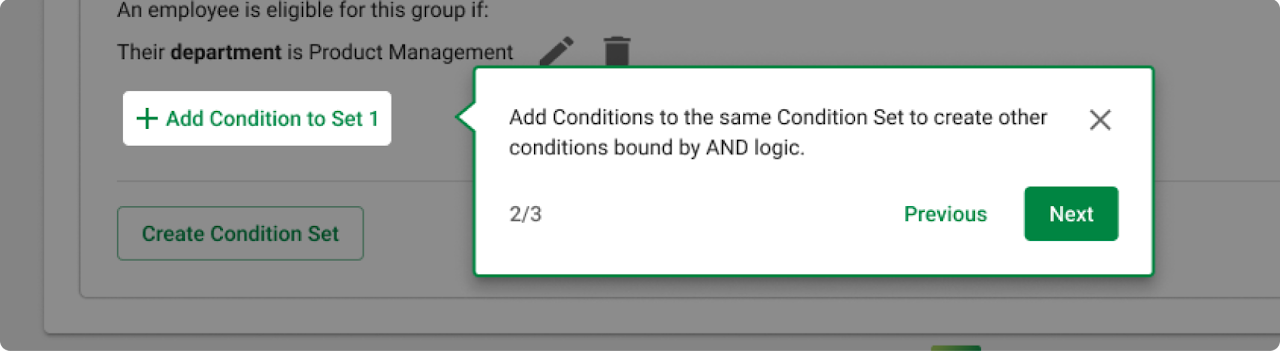 An employee is eligible for this group if:
Their department is Product Management
+ Add Condition to Set 1
Add Conditions to the same Condition Set to create other
conditions bound by AND logic.
2/3
Previous
Next
Create Condition Set